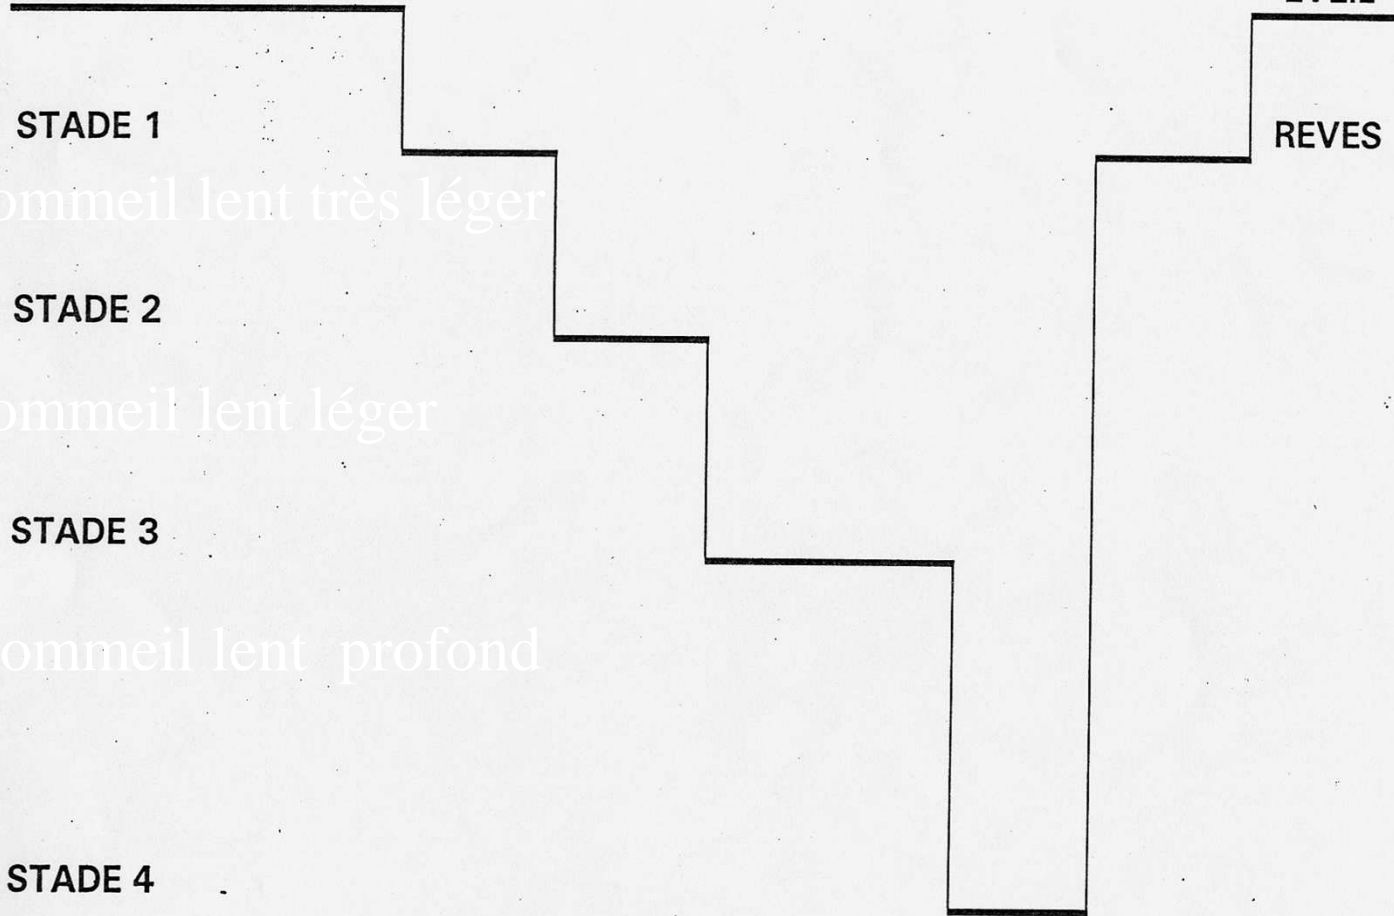 STADE 1
REVES
ommeil lent très léger
STADE 2
ommeil lent léger
STADE 3
ommeil lent profond
STADE 4